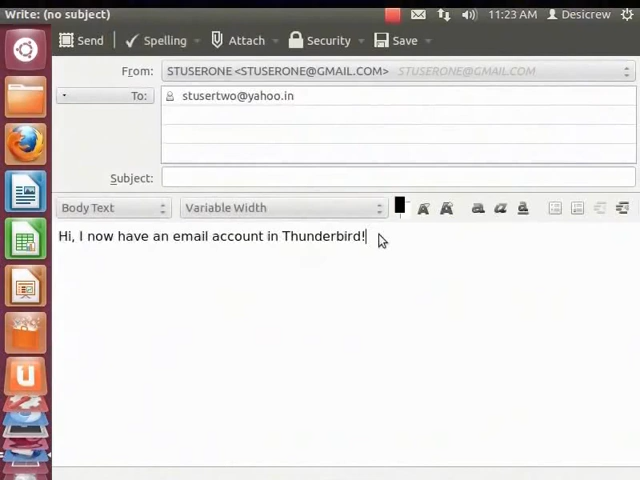 Write: (no subject)
11:23 AM
Desicrew
Send
Spelling
Attach
Security
Save
From:
STUSERONE <STUSERONE@GMAIL.COM>
STUSERONE@GMAIL.COM
To:
stusertwo@yahoo.in
Subject:
Body Text
Variable Width
Hi, I now have an email account in Thunderbird!